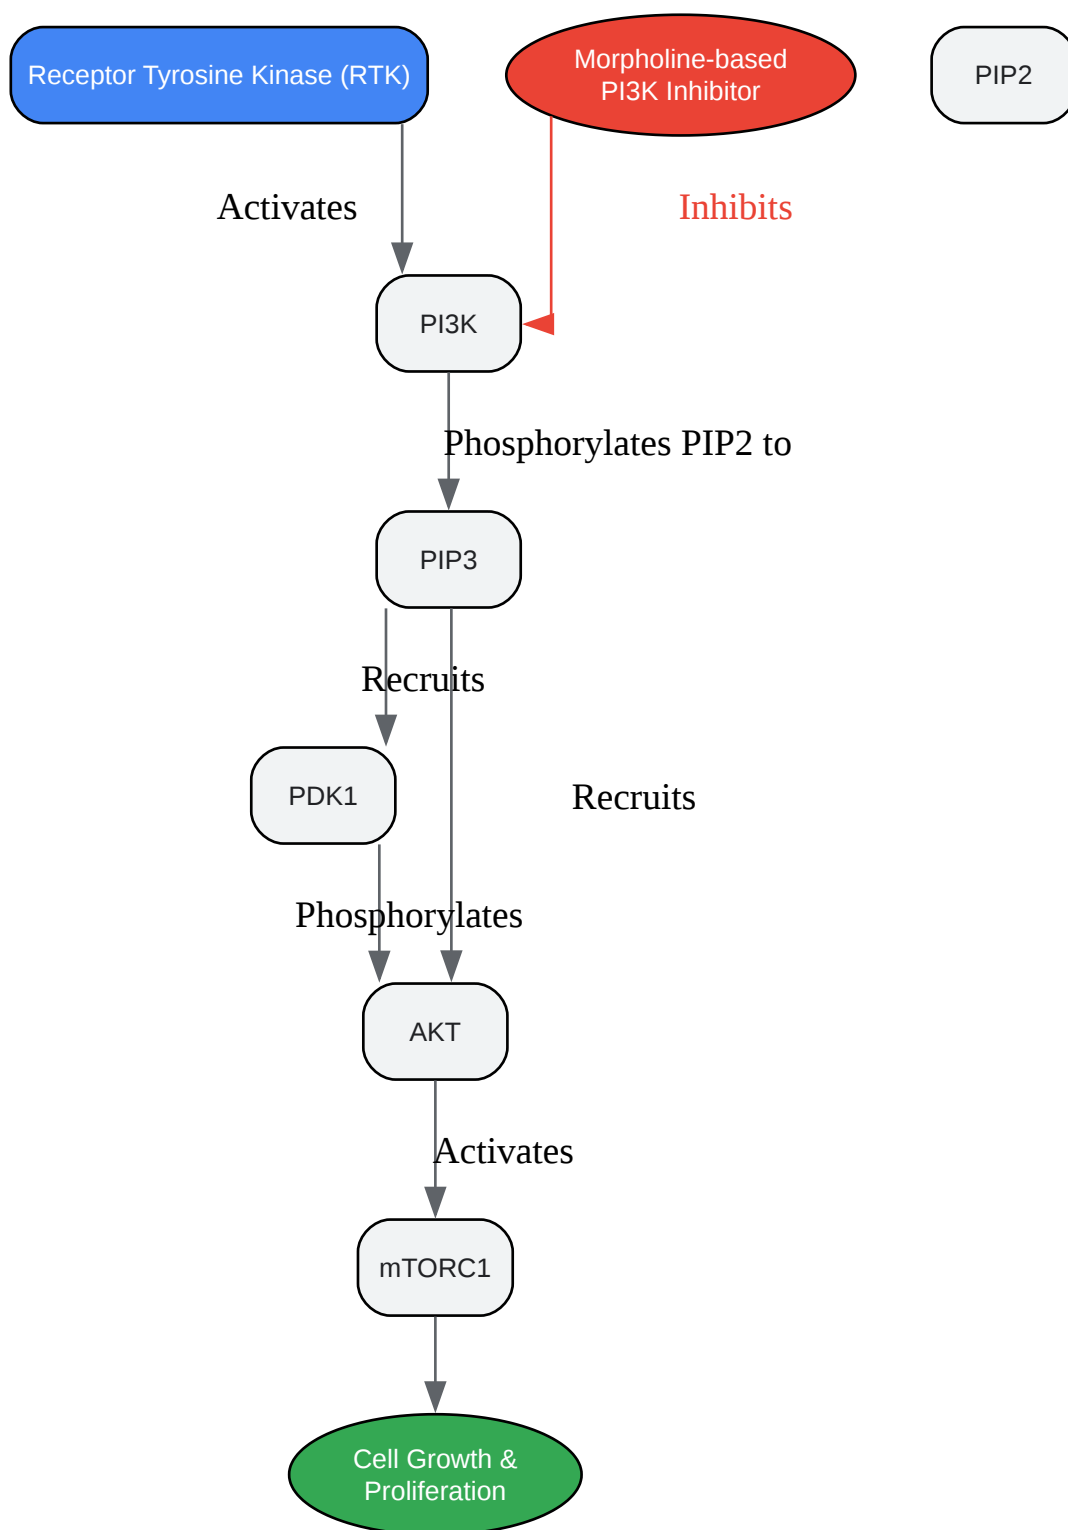 Receptor Tyrosine Kinase (RTK)
Morpholine-based
PI3K Inhibitor
PIP2
Activates
Inhibits
PI3K
Phosphorylates PIP2 to
PIP3
Recruits
PDK1
Recruits
Phosphorylates
AKT
Activates
mTORC1
Cell Growth &
Proliferation